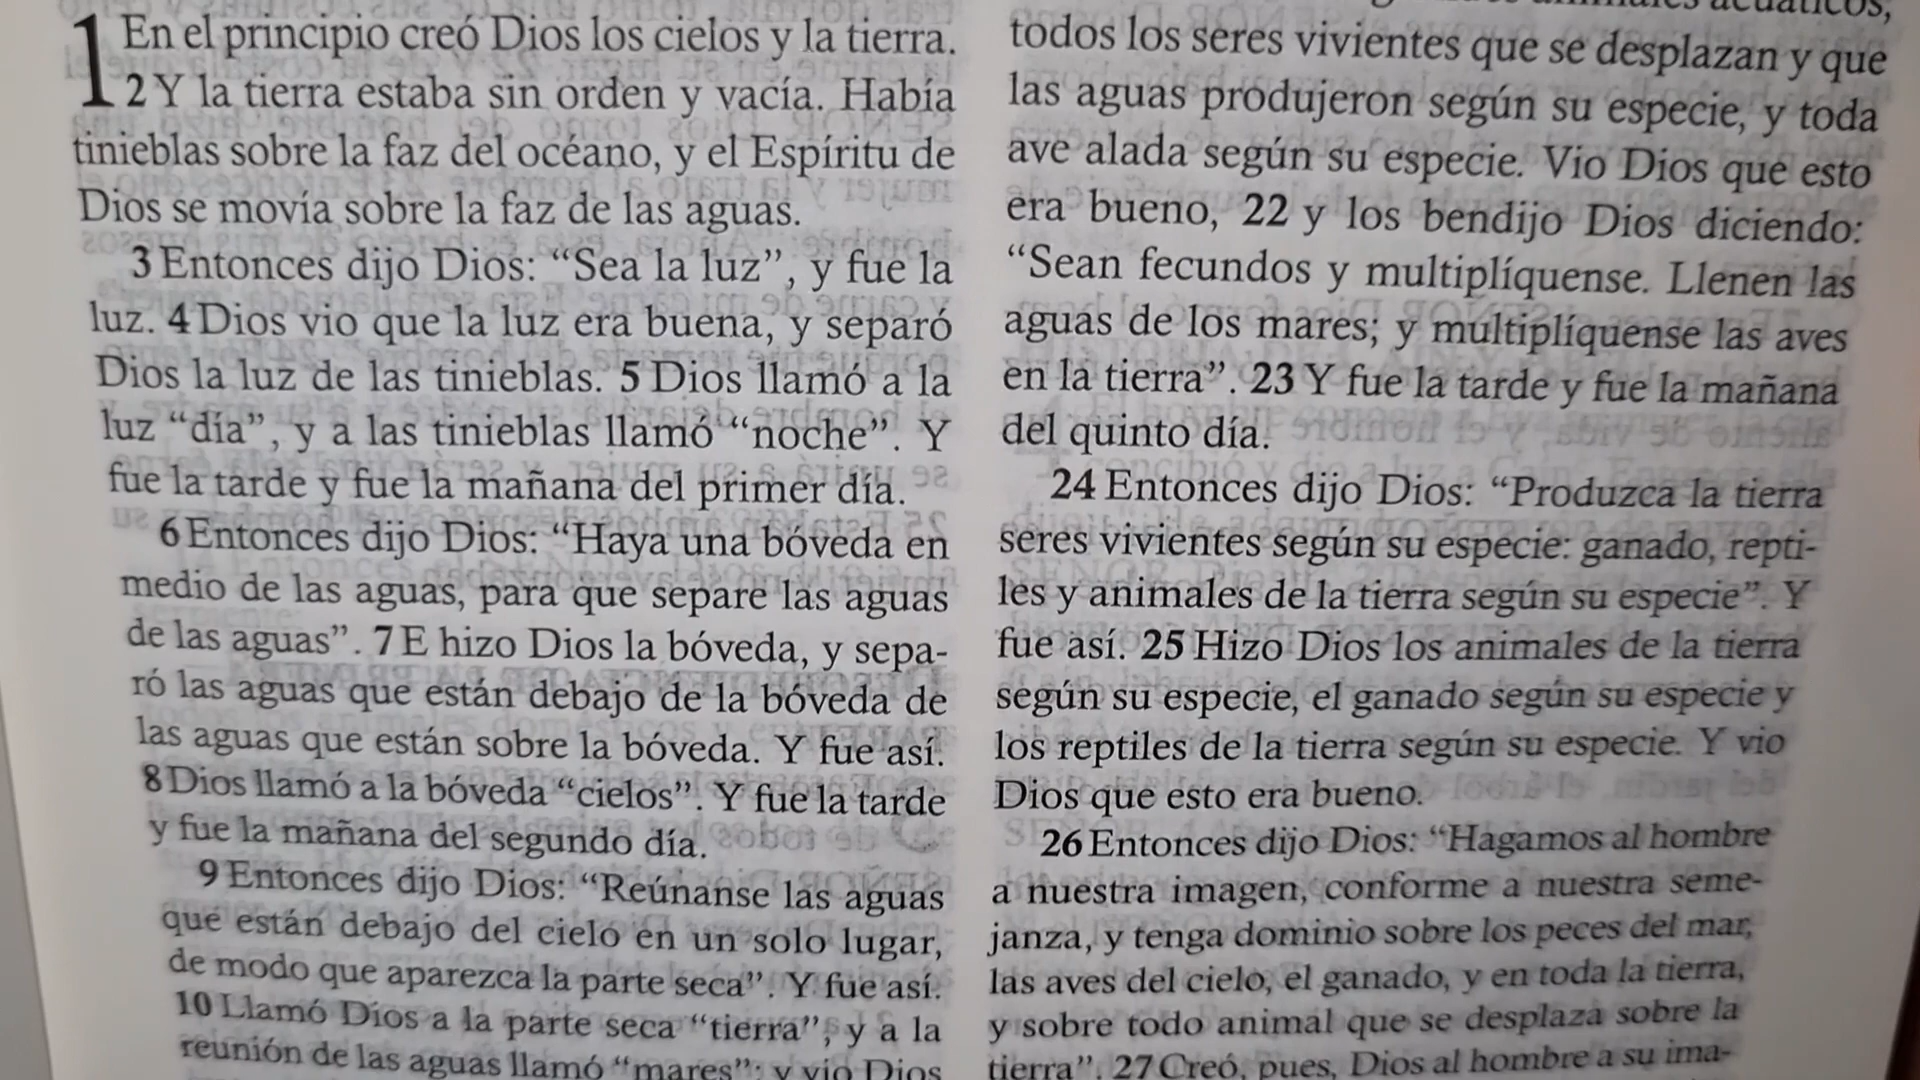 1 En el principio creó Dios los cielos y la tierra.
2 Y la tierra estaba sin orden y vacía. Había
tinieblas sobre la faz del océano, y el Espíritu de
Dios se movía sobre la faz de las aguas.
3 Entonces dijo Dios: “Sea la luz”, y fue la
luz. 4 Dios vio que la luz era buena, y separó
Dios la luz de las tinieblas. 5 Dios llamó a la
luz “día”, y a las tinieblas llamó “noche”. Y
fue la tarde y fue la mañana del primer día.
6 Entonces dijo Dios: “Haya una bóveda en
medio de las aguas, para que separe las aguas
de las aguas”. 7 E hizo Dios la bóveda, y sepa-
ró las aguas que están debajo de la bóveda de
las aguas que están sobre la bóveda. Y fue así.
8 Dios llamó a la bóveda “cielos”. Y fue la tarde
y fue la mañana del segundo día.
9 Entonces dijo Dios: “Reúnanse las aguas
que están debajo del cielo en un solo lugar,
de modo que aparezca la parte seca”. Y fue así.
10 Llamó Dios a la parte seca “tierra”, y a la
reunión de las aguas llamó “mares”; y vio Dios
acuáticos,
todos los seres vivientes que se desplazan y que
las aguas produjeron según su especie, y toda
ave alada según su especie. Vio Dios que esto
era bueno, 22 y los bendijo Dios diciendo:
“Sean fecundos y multiplíquense. Llenen las
aguas de los mares; y multiplíquense las aves
en la tierra”. 23 Y fue la tarde y fue la mañana
del quinto día.
24 Entonces dijo Dios: “Produzca la tierra
seres vivientes según su especie: ganado, repti-
les y animales de la tierra según su especie”. Y
fue así. 25 Hizo Dios los animales de la tierra
según su especie, el ganado según su especie y
los reptiles de la tierra según su especie. Y vio
Dios que esto era bueno.
26 Entonces dijo Dios: “Hagamos al hombre
a nuestra imagen, conforme a nuestra seme-
janza, y tenga dominio sobre los peces del mar,
las aves del cielo, el ganado, y en toda la tierra,
y sobre todo animal que se desplaza sobre la
tierra”. 27 Creó, pues, Dios al hombre a su ima-